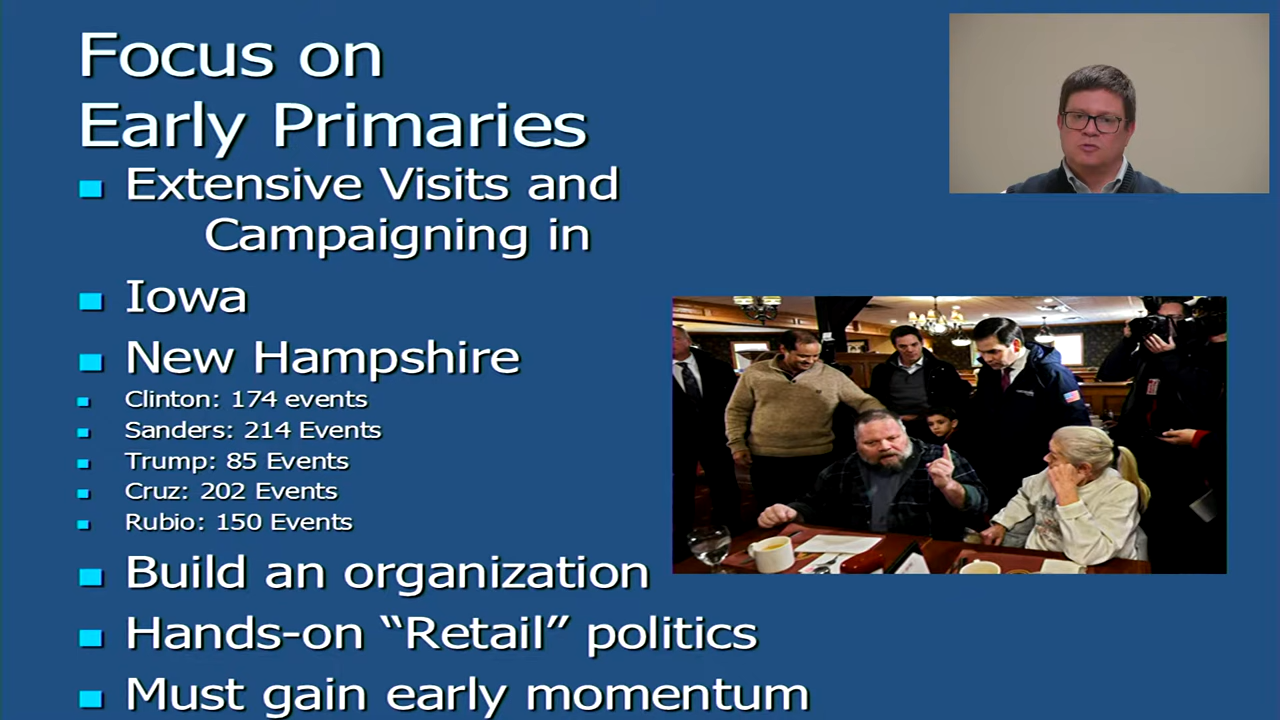 Focus on
Early Primaries
Extensive Visits and
Campaigning in
Iowa
New Hampshire
Clinton: 174 events
Sanders: 214 Events
Trump: 85 Events
Cruz: 202 Events
Rubio: 150 Events
Build an organization
Hands-on “Retail” politics
Must gain early momentum